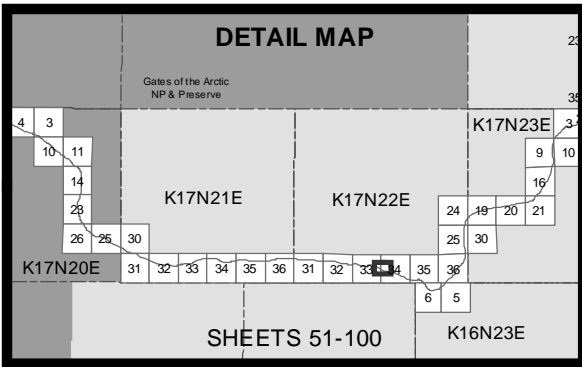 DETAIL MAP
23
Gates of the Arctic
NP & Preserve
35
4 3
K17N23E
3
10 11
9 10
14
16
K17N21E
K17N22E
23
24 19 20 21
26 25 30
25 30
K17N20E
31 32 33 34 35 36 31 32 33 34 35 36
6 5
SHEETS 51-100
K16N23E